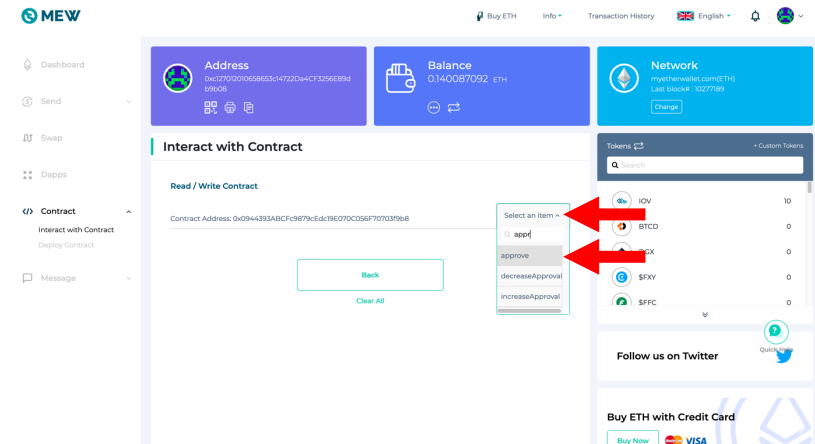 MEW
Buy ETH
Info
Transaction History
English
Dashboard
Send
Swap
Dapps
Contract
Interact with Contract
Deploy Contract
Message
Address
0xc127012010658653c14722Da4CF3256E89d
b9b08
Balance
0.140087092 ETH
Network
myetherwallet.com(ETH)
Last block# : 10277189
Change
Interact with Contract
Read / Write Contract
Contract Address: 0x0944393ABCFc9879cEdc19E070C056F70703f9b8
Select an item
appr
approve
decreaseApproval
increaseApproval
Back
Clear All
Tokens
+ Custom Tokens
Search
IOV 10
BTCD 0
0
$FXY 0
$FFC 0
Quick Help
Follow us on Twitter
Buy ETH with Credit Card
Buy Now
VISA